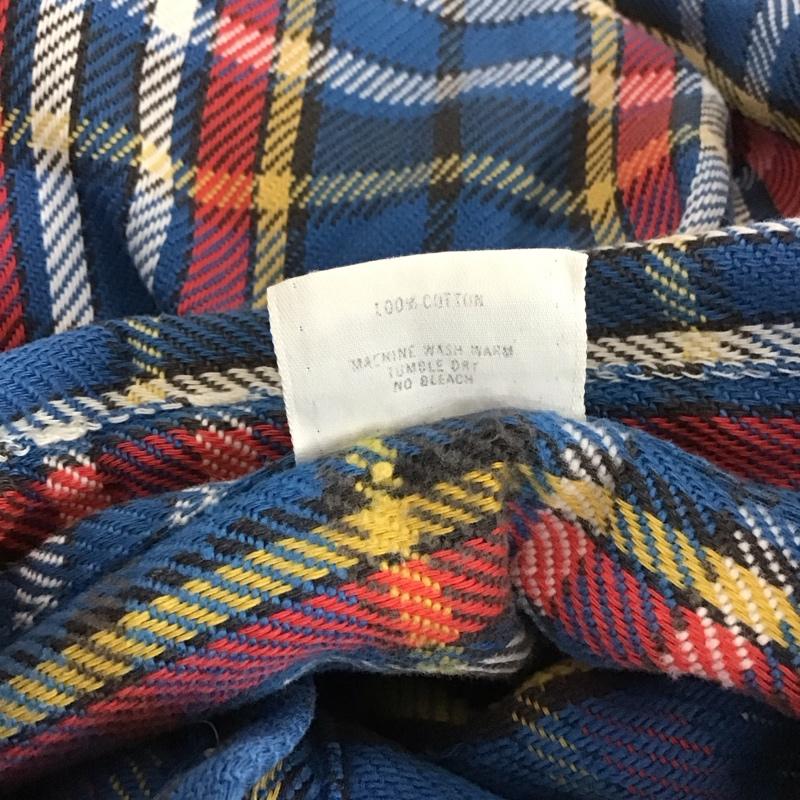 100% COTTON
MACHINE WASH WARM
TUMBLE DRY
NO BLEACH